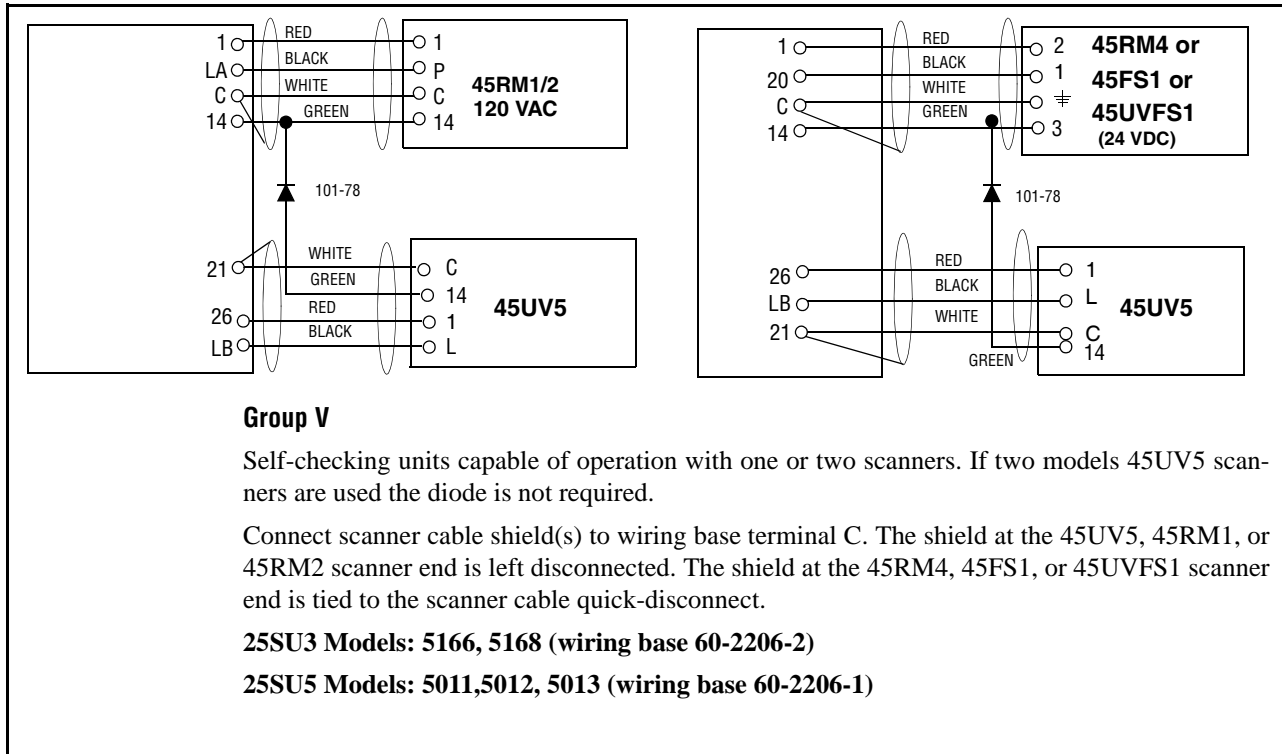 1 RED 1
LA BLACK P
C WHITE C
14 GREEN 14
45RM1/2
120 VAC
101-78
21 WHITE C
GREEN 14
26 RED 1
LB BLACK L
45UV5
1 RED 2
20 BLACK 1
C WHITE ⏚
14 GREEN 3
45RM4 or
45FS1 or
45UVFS1
(24 VDC)
101-78
26 RED 1
LB BLACK L
21 WHITE C
GREEN 14
45UV5
Group V
Self-checking units capable of operation with one or two scanners. If two models 45UV5 scan-
ners are used the diode is not required.
Connect scanner cable shield(s) to wiring base terminal C. The shield at the 45UV5, 45RM1, or
45RM2 scanner end is left disconnected. The shield at the 45RM4, 45FS1, or 45UVFS1 scanner
end is tied to the scanner cable quick-disconnect.
25SU3 Models: 5166, 5168 (wiring base 60-2206-2)
25SU5 Models: 5011,5012, 5013 (wiring base 60-2206-1)